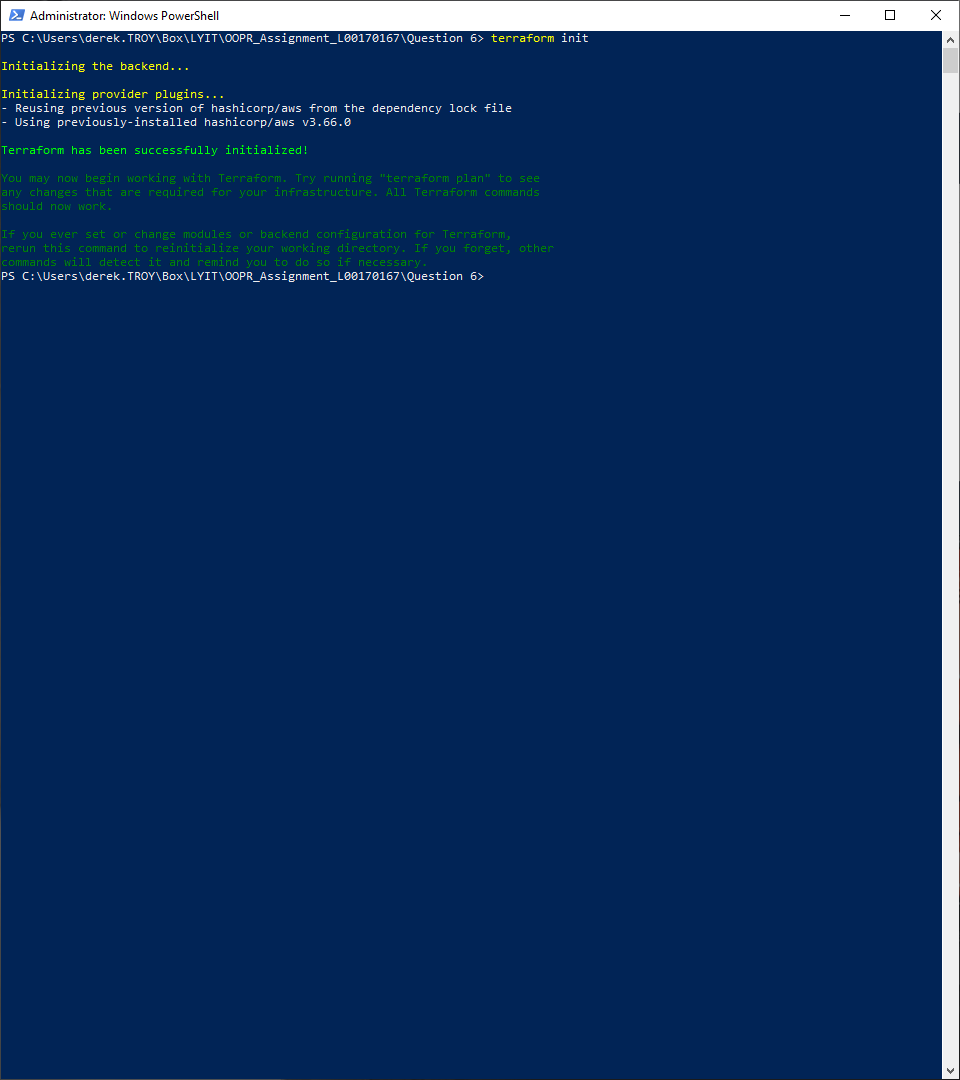 Administrator: Windows PowerShell
PS C:\Users\derek.TROY\Box\LYIT\OOPR_Assignment_L00170167\Question 6> terraform init
Initializing the backend...
Initializing provider plugins...
- Reusing previous version of hashicorp/aws from the dependency lock file
- Using previously-installed hashicorp/aws v3.66.0
Terraform has been successfully initialized!
You may now begin working with Terraform. Try running "terraform plan" to see
any changes that are required for your infrastructure. All Terraform commands
should now work.
If you ever set or change modules or backend configuration for Terraform,
rerun this command to reinitialize your working directory. If you forget, other
commands will detect it and remind you to do so if necessary.
PS C:\Users\derek.TROY\Box\LYIT\OOPR_Assignment_L00170167\Question 6>